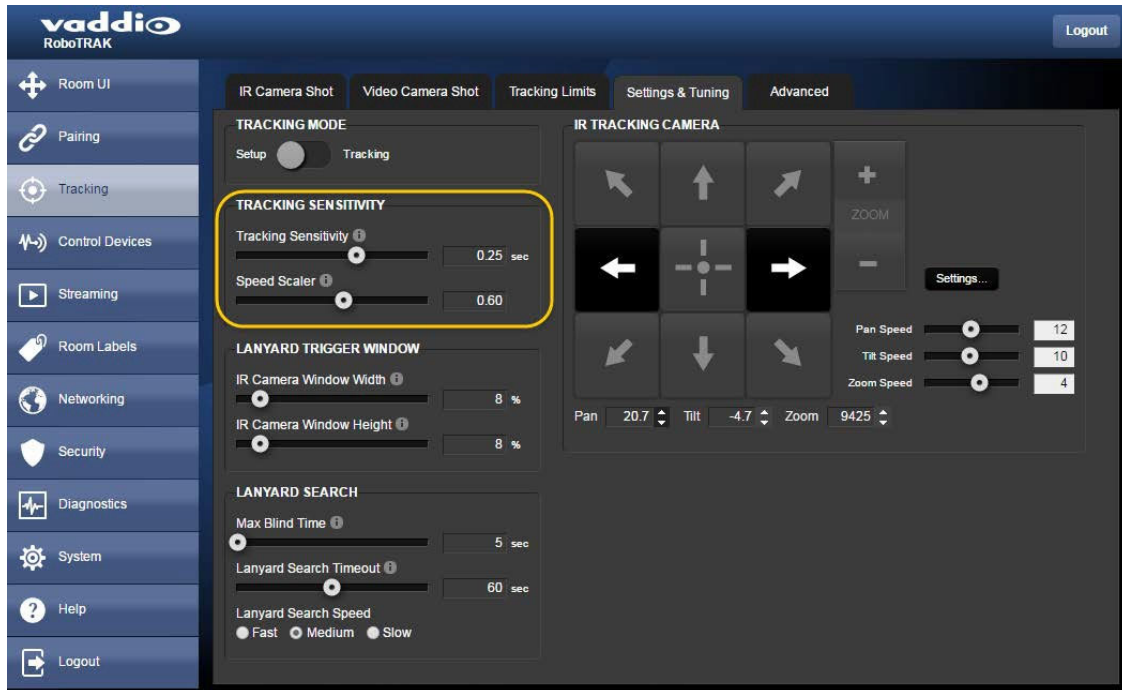 vaddio
RoboTRAK
Logout
Room UI
Pairing
Tracking
Control Devices
Streaming
Room Labels
Networking
Security
Diagnostics
System
Help
Logout
IR Camera Shot Video Camera Shot Tracking Limits Settings & Tuning Advanced
TRACKING MODE
Setup Tracking
TRACKING SENSITIVITY
Tracking Sensitivity
0.25 sec
Speed Scaler
0.60
LANYARD TRIGGER WINDOW
IR Camera Window Width
8 %
IR Camera Window Height
8 %
LANYARD SEARCH
Max Blind Time
5 sec
Lanyard Search Timeout
60 sec
Lanyard Search Speed
Fast Medium Slow
IR TRACKING CAMERA
+
ZOOM
−
Settings...
Pan Speed 12
Tilt Speed 10
Zoom Speed 4
Pan 20.7 Tilt -4.7 Zoom 9425